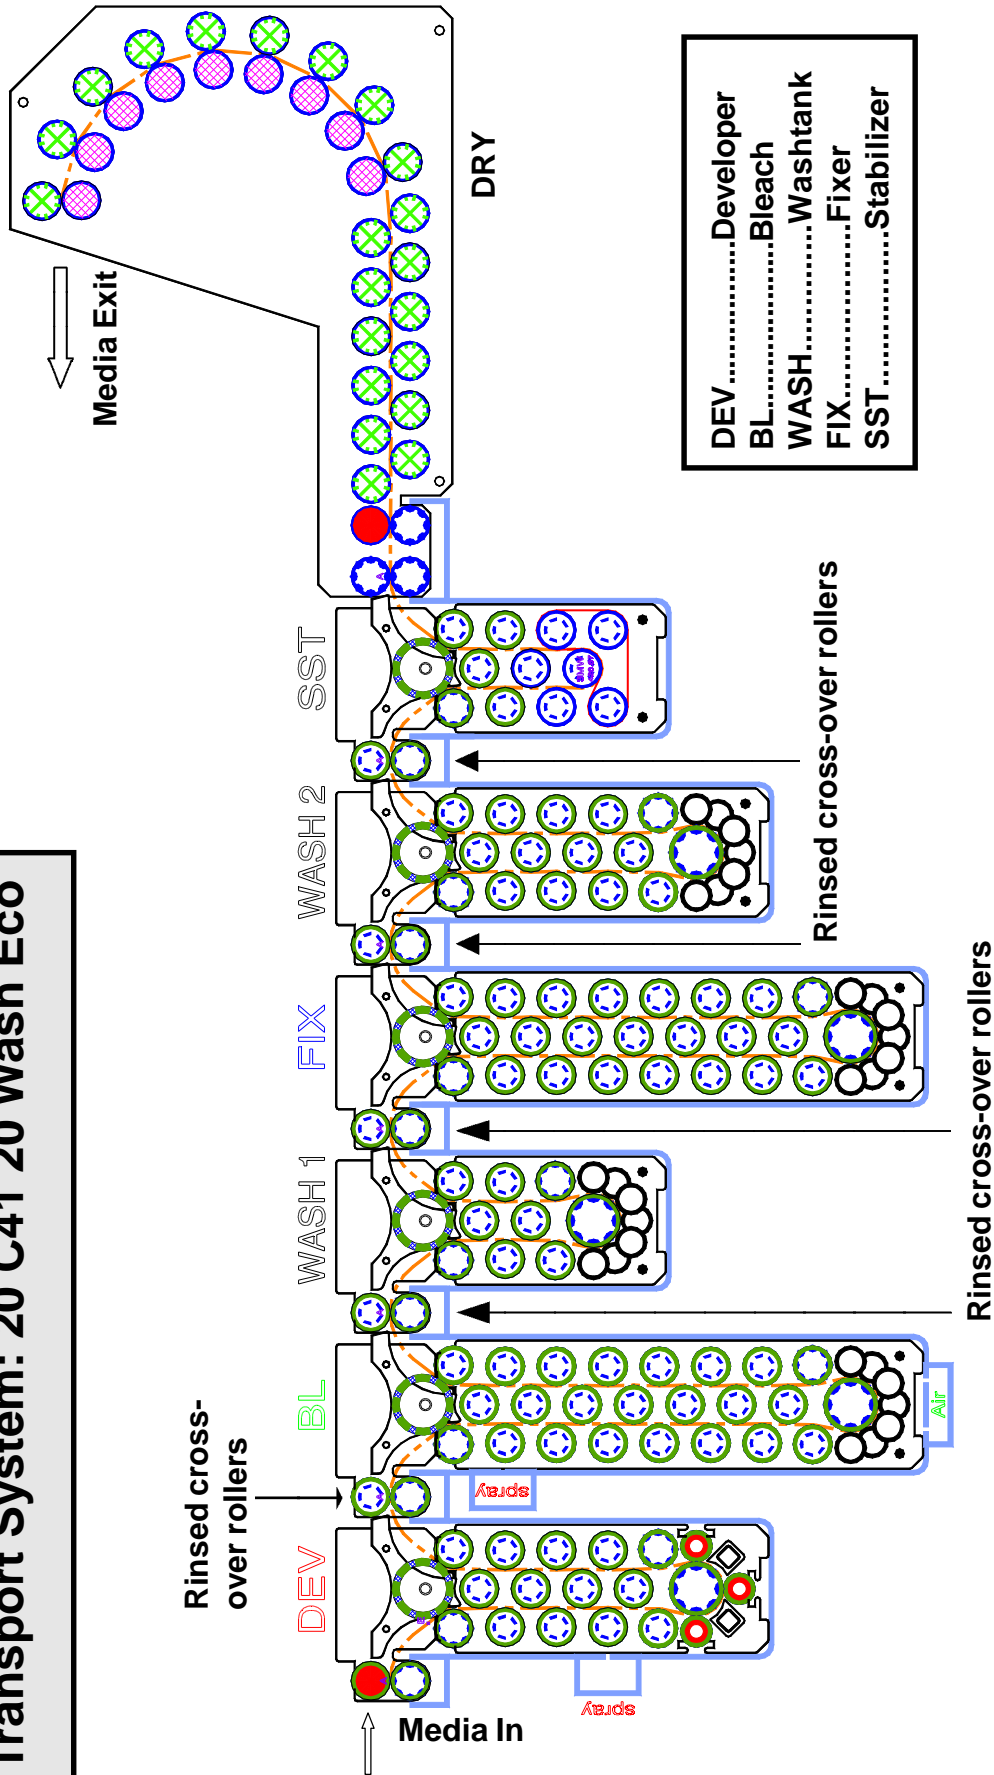 Transport System: 20 C41 20 Wash Eco
Media In
DEV
BL
WASH 1
FIX
WASH 2
SST
DRY
Media Exit
Rinsed cross-
over rollers
Rinsed cross-over rollers
Rinsed cross-over rollers
spray
spray
Air
DEV..................Developer
BL....................Bleach
WASH..............Washtank
FIX....................Fixer
SST..................Stabilizer